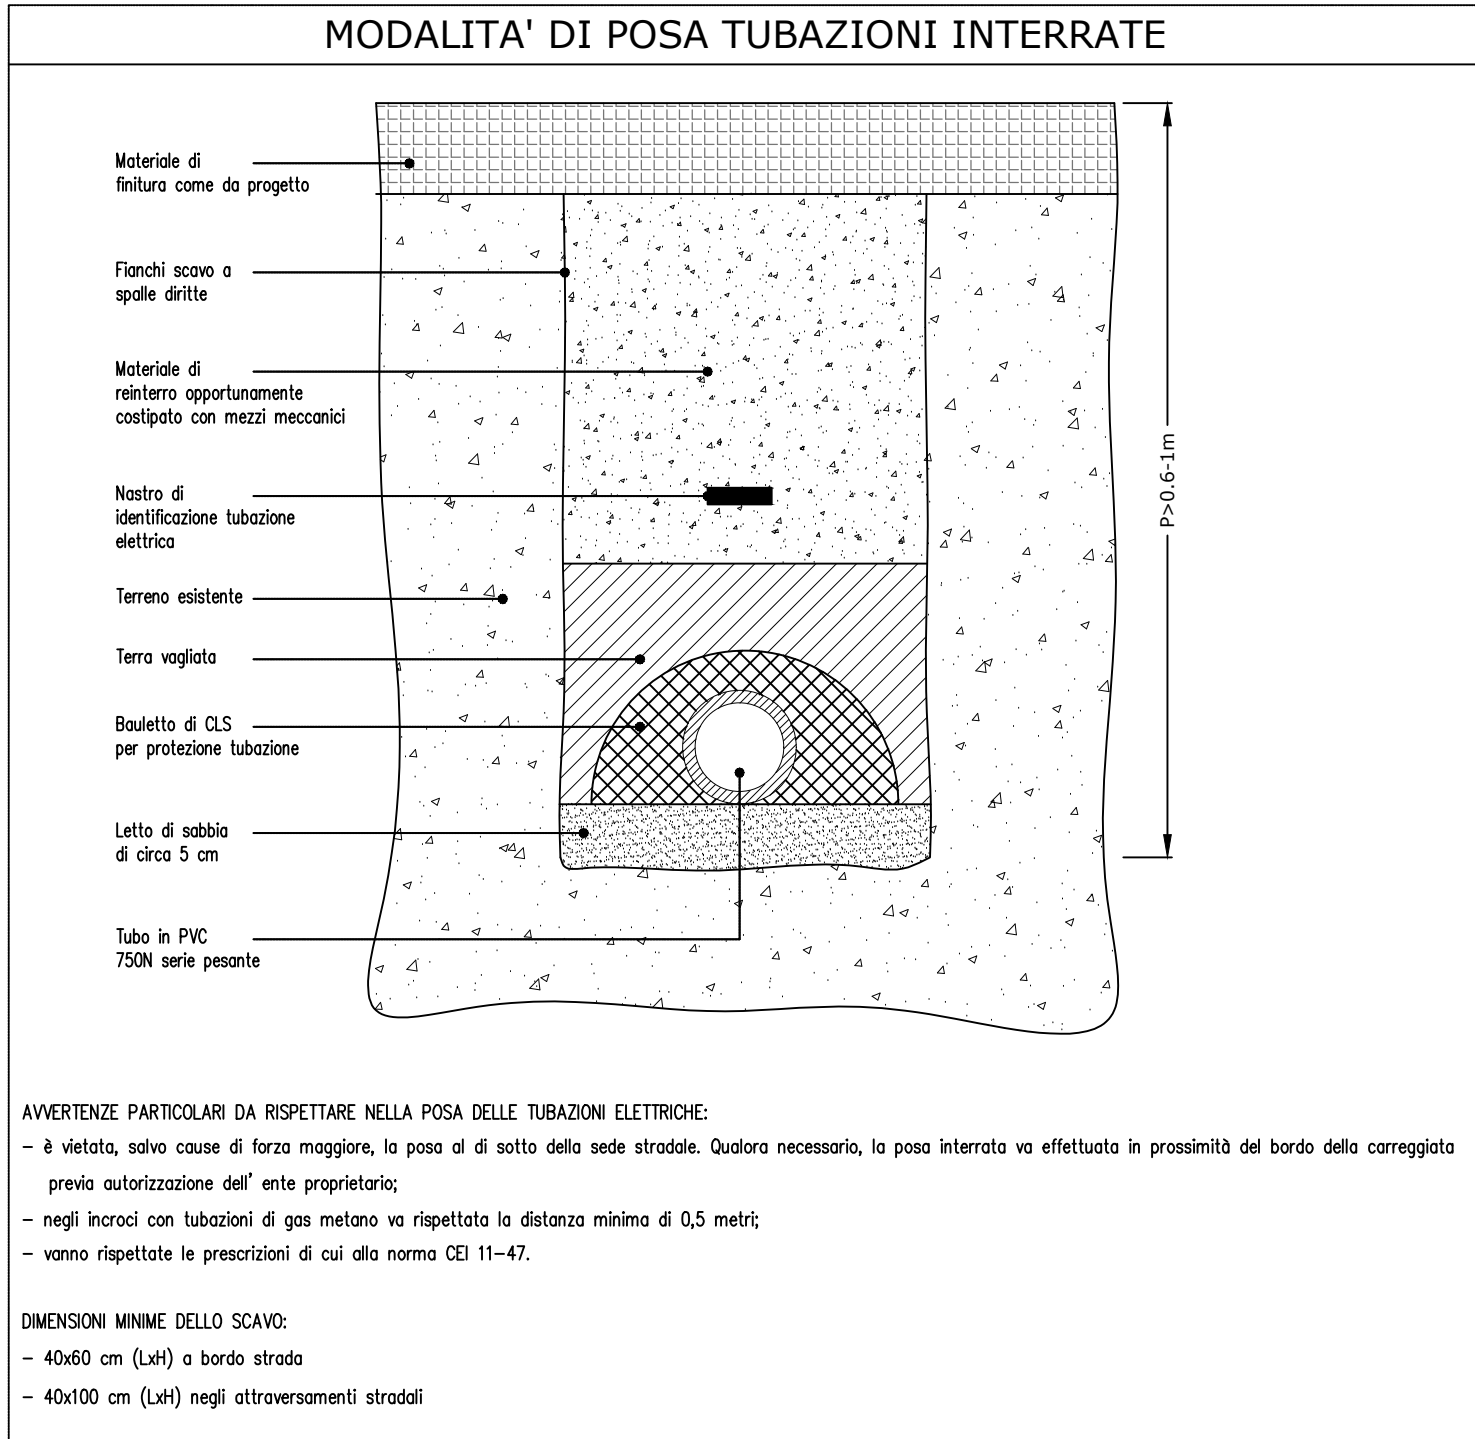 MODALITA' DI POSA TUBAZIONI INTERRATE
Materiale di
finitura come da progetto
Fianchi scavo a
spalle diritte
Materiale di
reinterro opportunamente
costipato con mezzi meccanici
Nastro di
identificazione tubazione
elettrica
Terreno esistente
Terra vagliata
Bauletto di CLS
per protezione tubazione
Letto di sabbia
di circa 5 cm
Tubo in PVC
750N serie pesante
P>0.6-1m
AVVERTENZE PARTICOLARI DA RISPETTARE NELLA POSA DELLE TUBAZIONI ELETTRICHE:
- è vietata, salvo cause di forza maggiore, la posa al di sotto della sede stradale. Qualora necessario, la posa interrata va effettuata in prossimità del bordo della carreggiata
previa autorizzazione dell' ente proprietario;
- negli incroci con tubazioni di gas metano va rispettata la distanza minima di 0,5 metri;
- vanno rispettate le prescrizioni di cui alla norma CEI 11-47.
DIMENSIONI MINIME DELLO SCAVO:
- 40x60 cm (LxH) a bordo strada
- 40x100 cm (LxH) negli attraversamenti stradali